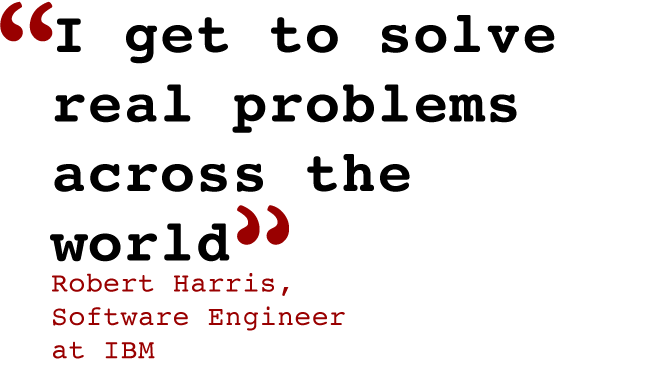 “I get to solve
real problems
across the
world”
Robert Harris,
Software Engineer
at IBM